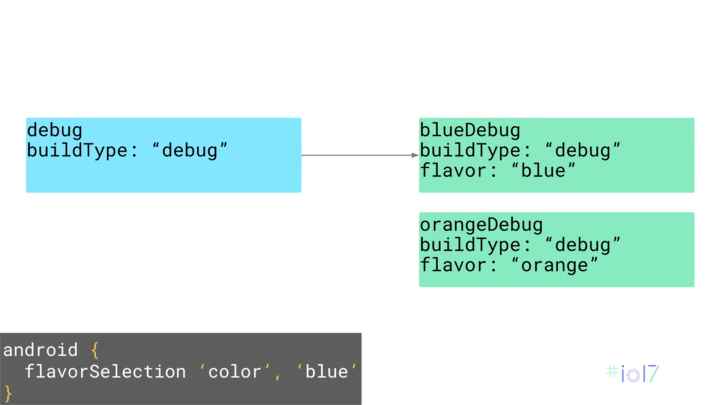 debug
buildType: “debug”
blueDebug
buildType: “debug”
flavor: “blue”
orangeDebug
buildType: “debug”
flavor: “orange”
android {
flavorSelection ‘color’, ‘blue’
}
#io17